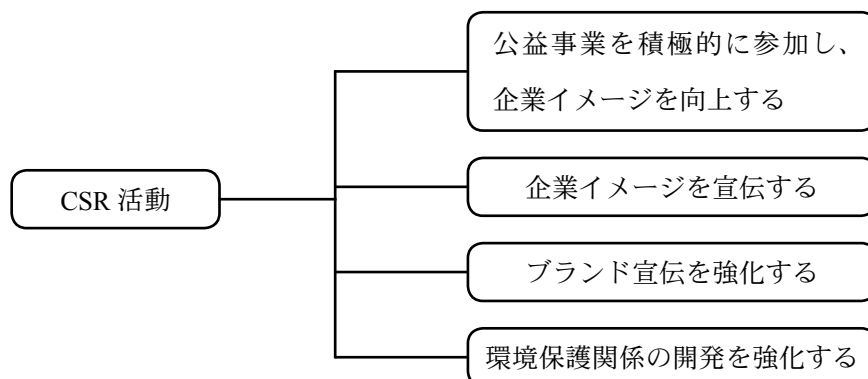 公益事業を積極的に参加し、
企業イメージを向上する
CSR 活動
企業イメージを宣伝する
ブランド宣伝を強化する
環境保護関係の開発を強化する